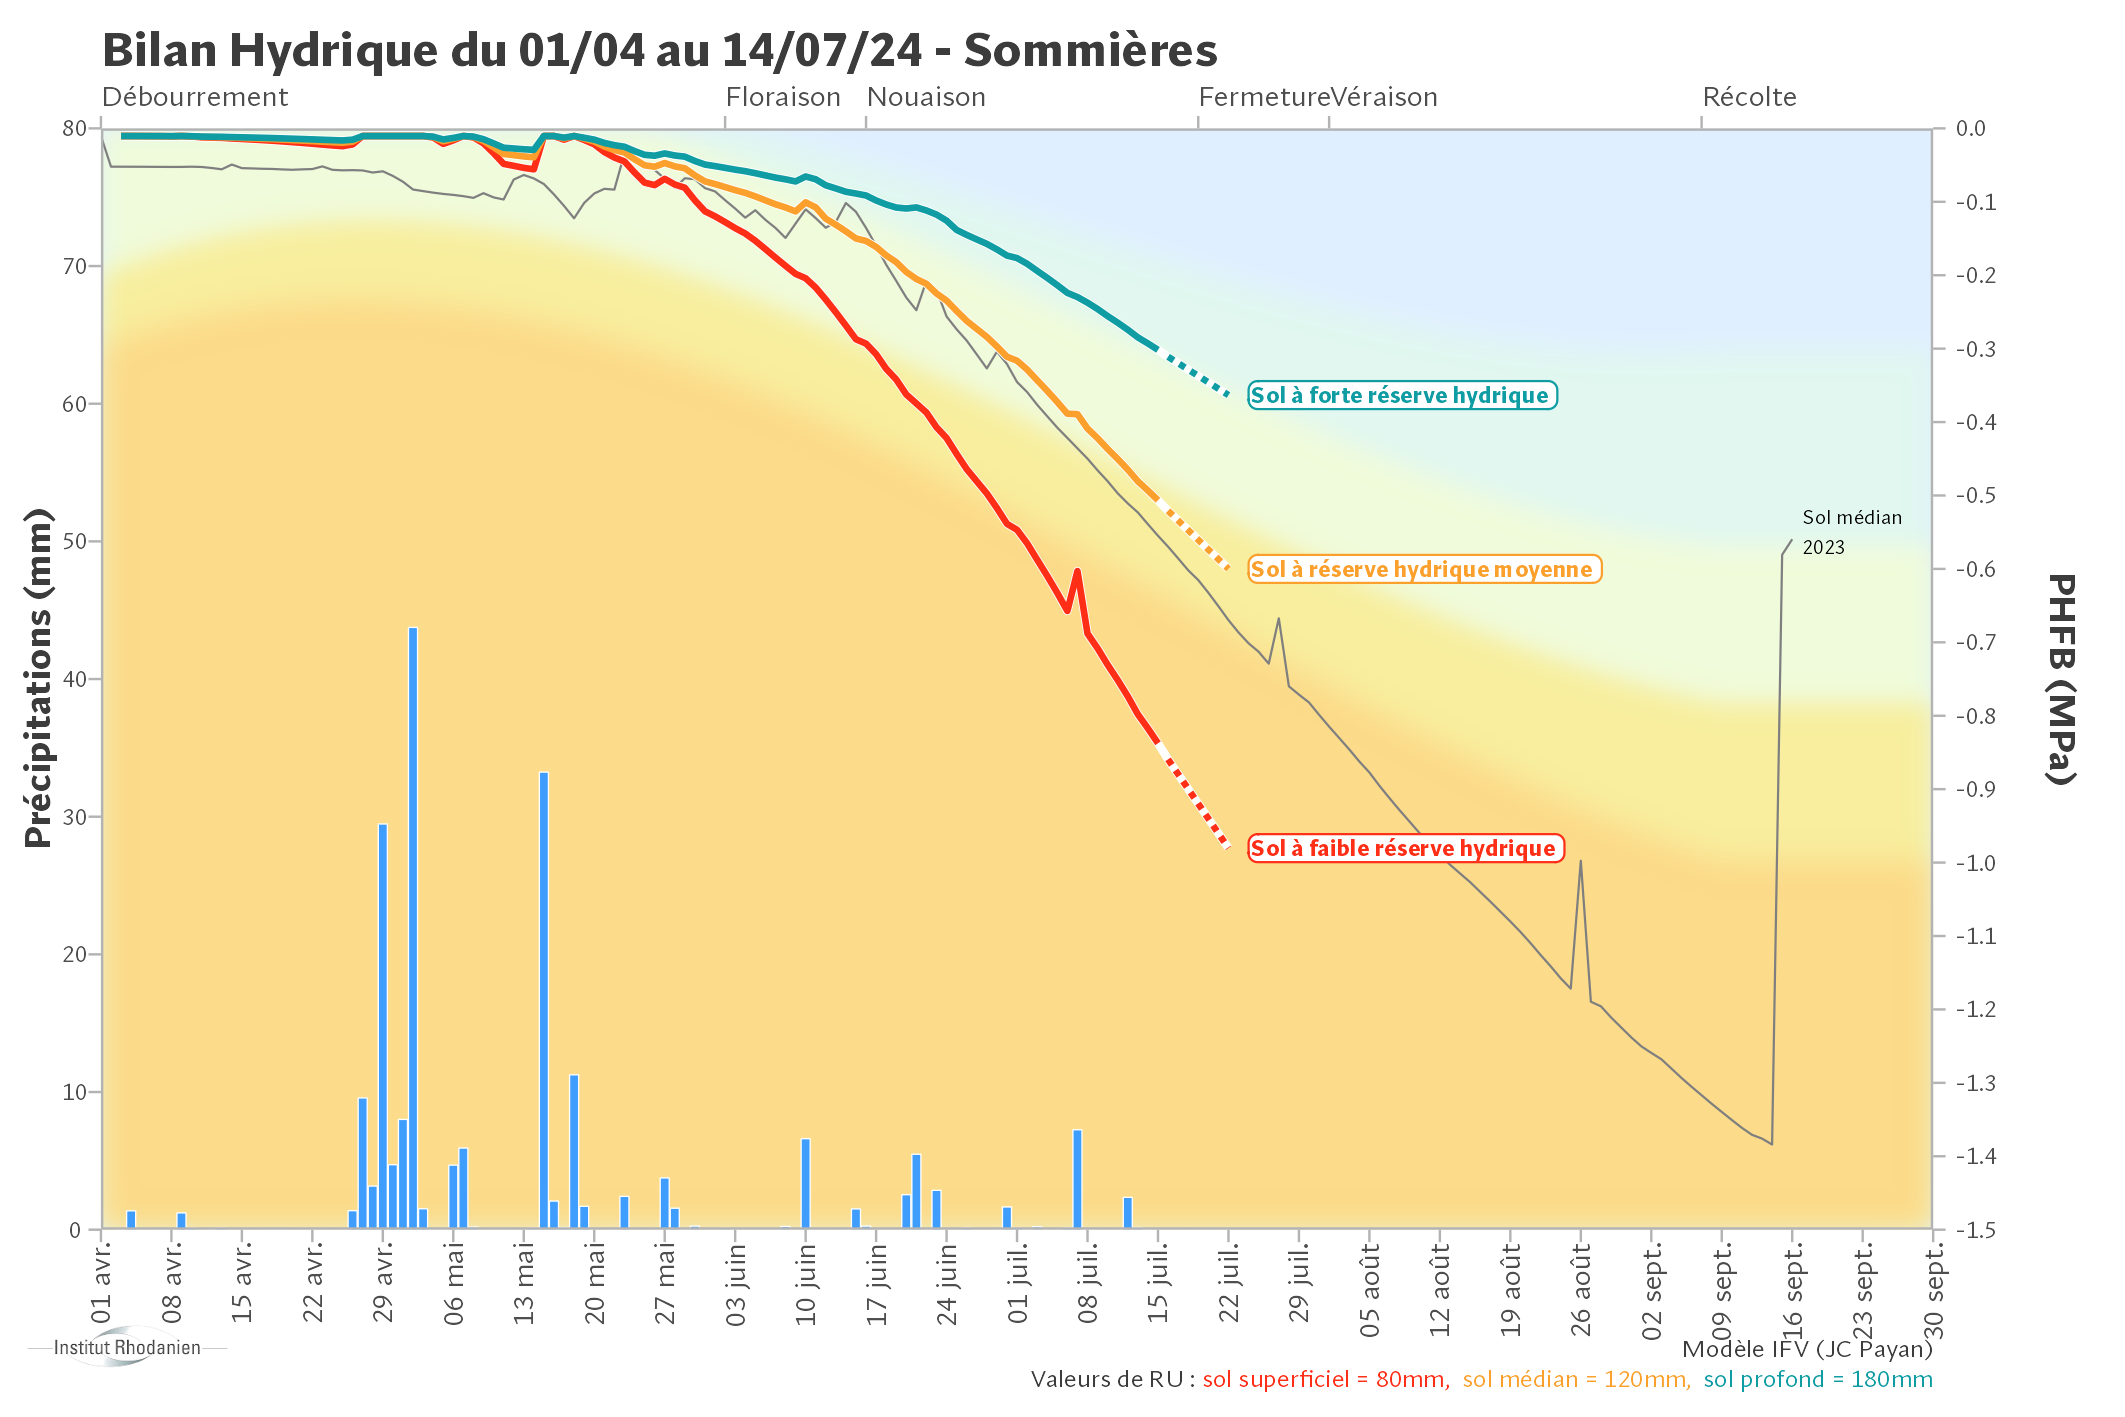 Bilan Hydrique du 01/04 au 14/07/24 - Sommières
Débourrement Floraison Nouaison Fermeture Véraison Récolte
80
70
60
50
40
30
20
10
0
Précipitations (mm)
0.0
-0.1
-0.2
-0.3
-0.4
-0.5
-0.6
-0.7
-0.8
-0.9
-1.0
-1.1
-1.2
-1.3
-1.4
-1.5
PHFB (MPa)
Sol à forte réserve hydrique
Sol médian
2023
Sol à réserve hydrique moyenne
Sol à faible réserve hydrique
01 avr.
08 avr.
15 avr.
22 avr.
29 avr.
06 mai
13 mai
20 mai
27 mai
03 juin
10 juin
17 juin
24 juin
01 juil.
08 juil.
15 juil.
22 juil.
29 juil.
05 août
12 août
19 août
26 août
02 sept.
09 sept.
16 sept.
23 sept.
30 sept.
Institut Rhodanien
Modèle IFV (JC Payan)
Valeurs de RU : sol superficiel = 80mm, sol médian = 120mm, sol profond = 180mm